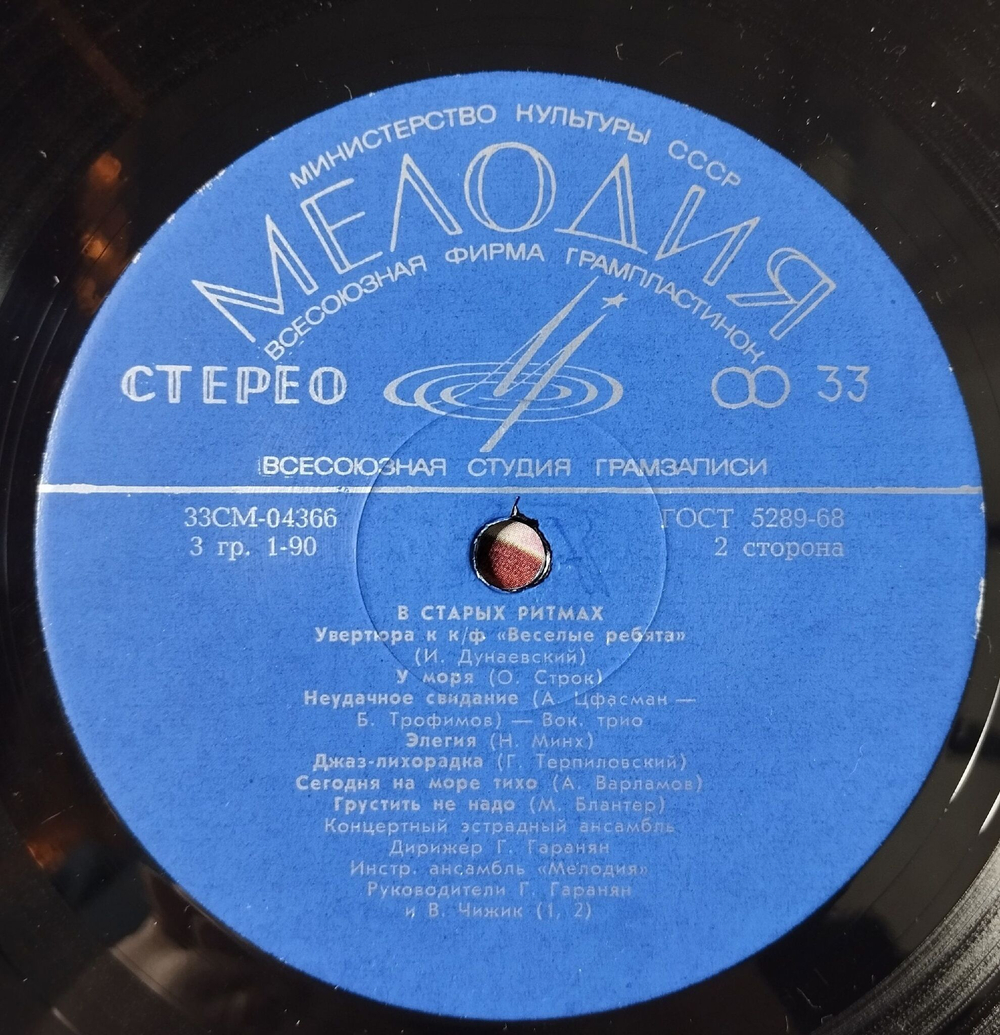 МИНИСТЕРСТВО КУЛЬТУРЫ СССР
МЕЛОДИЯ
ВСЕСОЮЗНАЯ ФИРМА ГРАМПЛАСТИНОК
СТЕРЕО 33
ВСЕСОЮЗНАЯ СТУДИЯ ГРАМЗАПИСИ
33СМ-04366 ГОСТ 5289-68
3 гр. 1-90 2 сторона
В СТАРЫХ РИТМАХ
Увертюра к к/ф «Веселые ребята»
(И. Дунаевский)
У моря (О. Строк)
Неудачное свидание (А. Цфасман —
Б. Трофимов) — Вок. трио
Элегия (Н. Минх)
Джаз-лихорадка (Г. Терпиловский)
Сегодня на море тихо (А. Варламов)
Грустить не надо (М. Блантер)
Концертный эстрадный ансамбль
Дирижер Г. Гаранян
Инстр. ансамбль «Мелодия»
Руководители Г. Гаранян
и В. Чижик (1, 2)